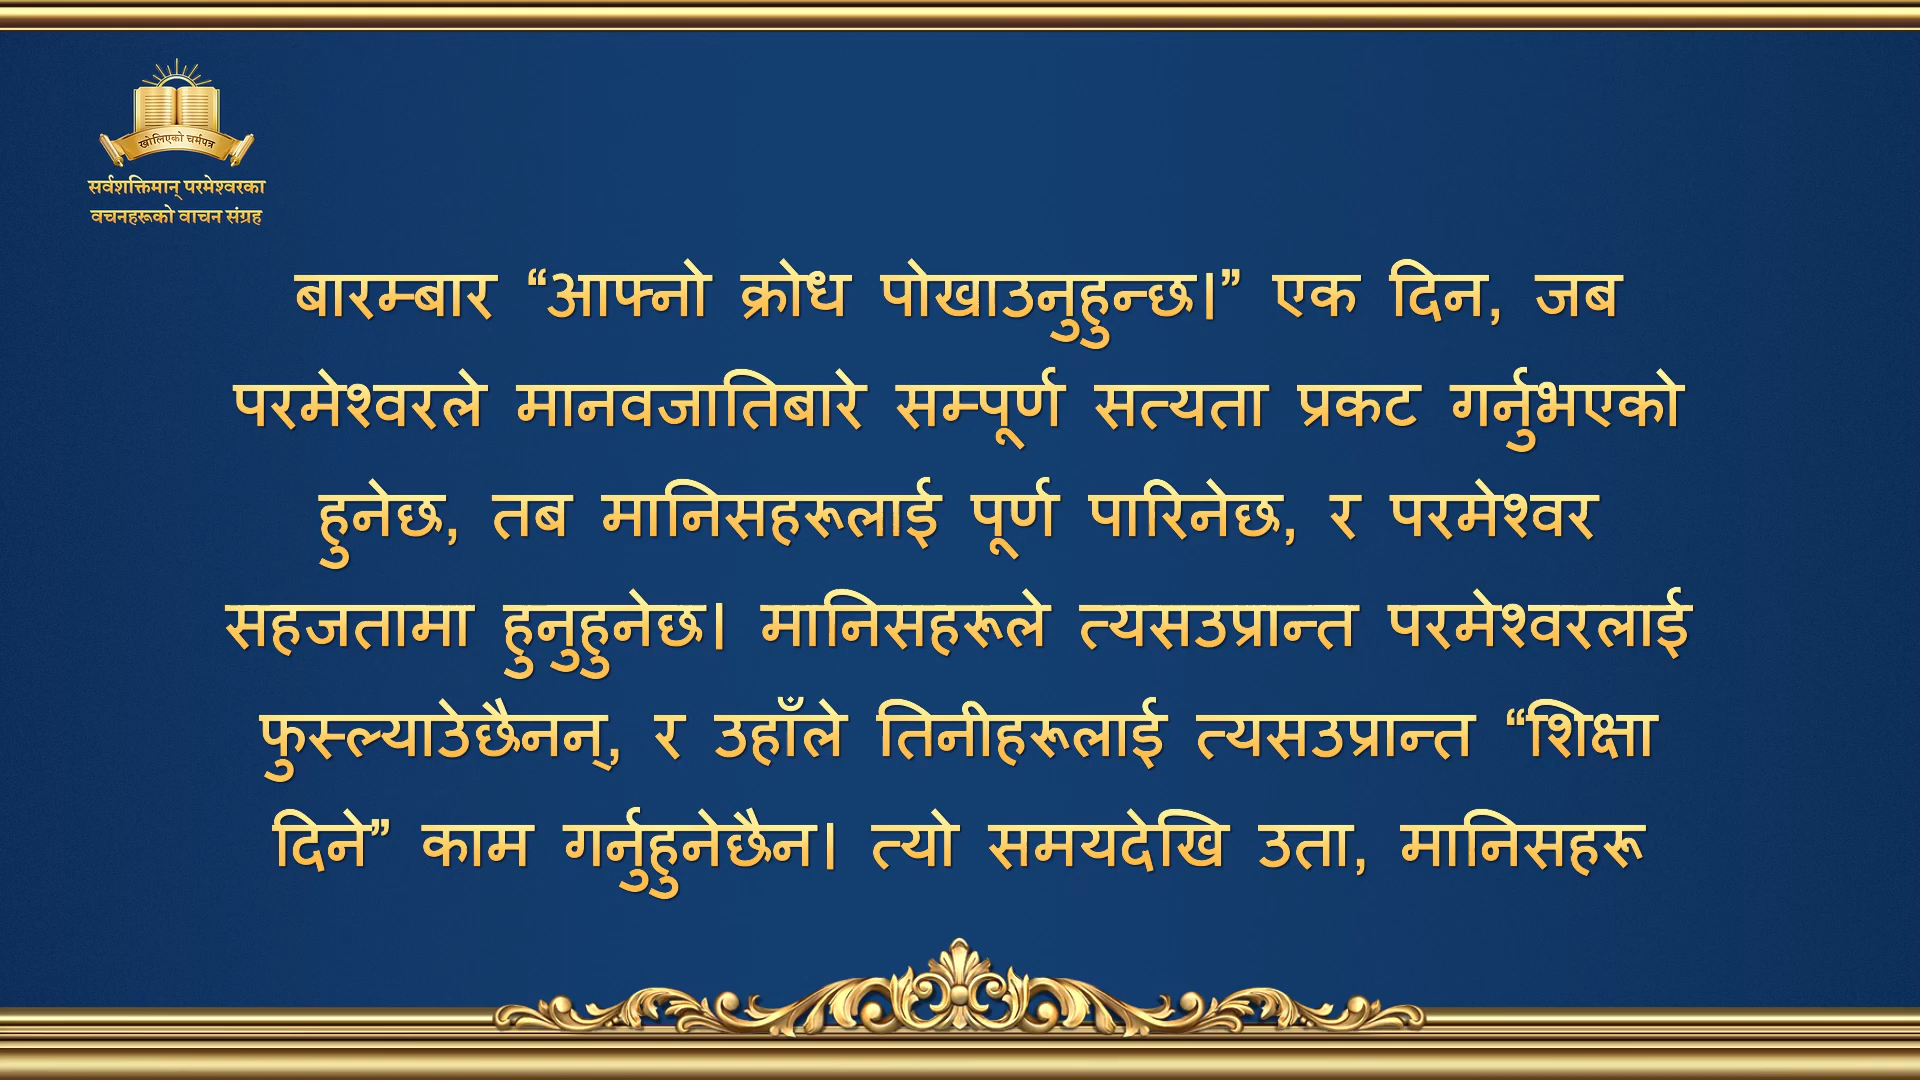 खोलिएको चर्मपत्र
सर्वशक्तिमान् परमेश्वरका
वचनहरूको वाचन संग्रह
बारम्बार “आफ्नो क्रोध पोखाउनुहुन्छ।” एक दिन, जब
परमेश्वरले मानवजातिबारे सम्पूर्ण सत्यता प्रकट गर्नुभएको
हुनेछ, तब मानिसहरूलाई पूर्ण पारिनेछ, र परमेश्वर
सहजतामा हुनुहुनेछ। मानिसहरूले त्यसउप्रान्त परमेश्वरलाई
फुस्ल्याउेछैनन्, र उहाँले तिनीहरूलाई त्यसउप्रान्त “शिक्षा
दिने” काम गर्नुहुनेछैन। त्यो समयदेखि उता, मानिसहरू